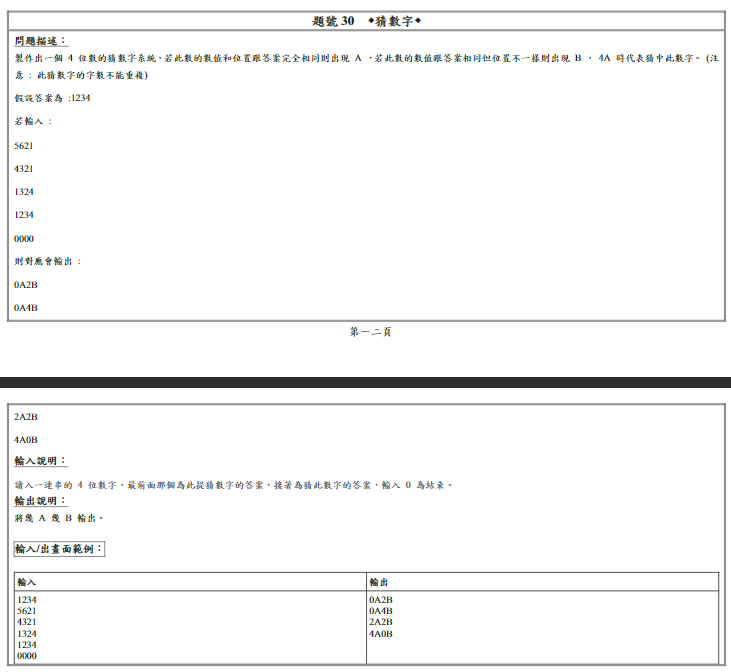 題號 30 ◆猜數字◆
問題描述：
製作出一個 4 位數的猜數字系統，若此數的數值和位置跟答案完全相同則出現 A ，若此數的數值跟答案相同但位置不一樣則出現 B ， 4A 時代表猜中此數字。 (注
意 : 此猜數字的字數不能重複)
假設答案為 :1234
若輸入 :
5621
4321
1324
1234
0000
則對應會輸出 :
0A2B
0A4B
第一二頁
2A2B
4A0B
輸入說明：
請入一連串的 4 位數字，最前面那個為此提猜數字的答案，接著為猜此數字的答案，輸入 0 為結束。
輸出說明：
將幾 A 幾 B 輸出。
輸入/出畫面範例：
輸入 輸出
1234 0A2B
5621 0A4B
4321 2A2B
1324 4A0B
1234
0000